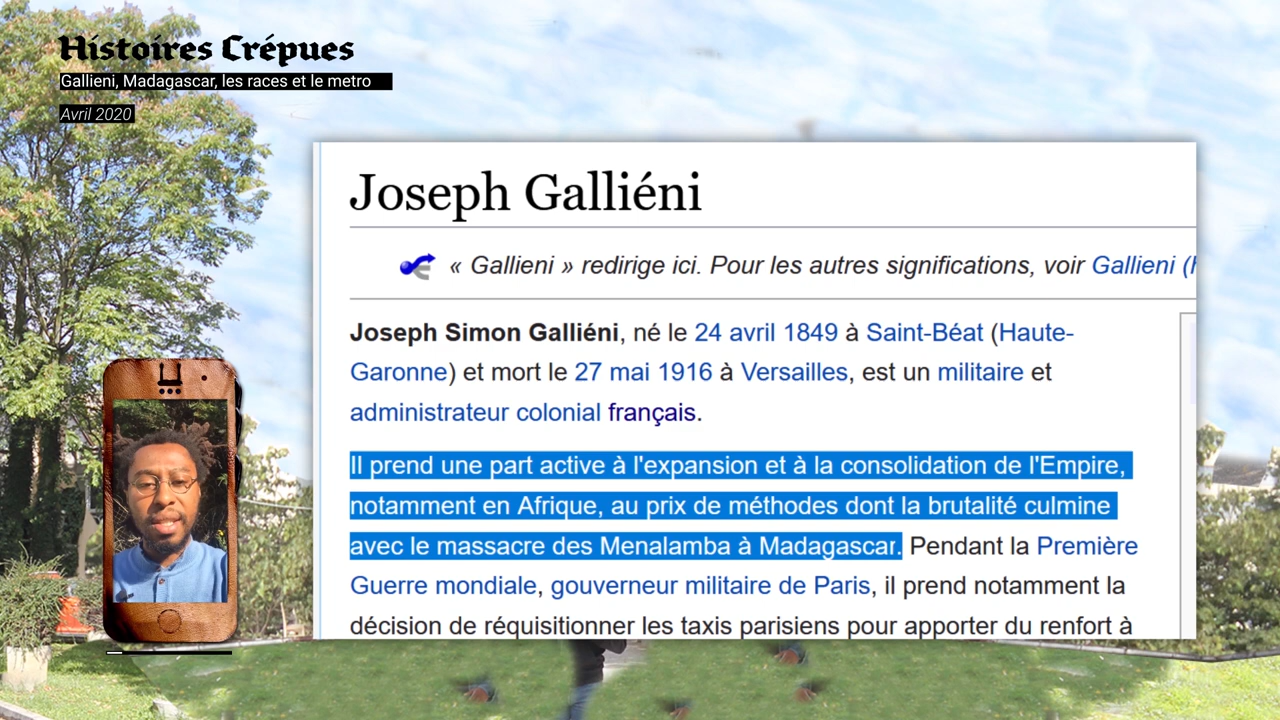 Histoires Crépues
Gallieni, Madagascar, les races et le metro
Avril 2020
Joseph Galliéni
« Gallieni » redirige ici. Pour les autres significations, voir Gallieni (h
Joseph Simon Galliéni, né le 24 avril 1849 à Saint-Béat (Haute-
Garonne) et mort le 27 mai 1916 à Versailles, est un militaire et
administrateur colonial français.
Il prend une part active à l'expansion et à la consolidation de l'Empire,
notamment en Afrique, au prix de méthodes dont la brutalité culmine
avec le massacre des Menalamba à Madagascar. Pendant la Première
Guerre mondiale, gouverneur militaire de Paris, il prend notamment la
décision de réquisitionner les taxis parisiens pour apporter du renfort à